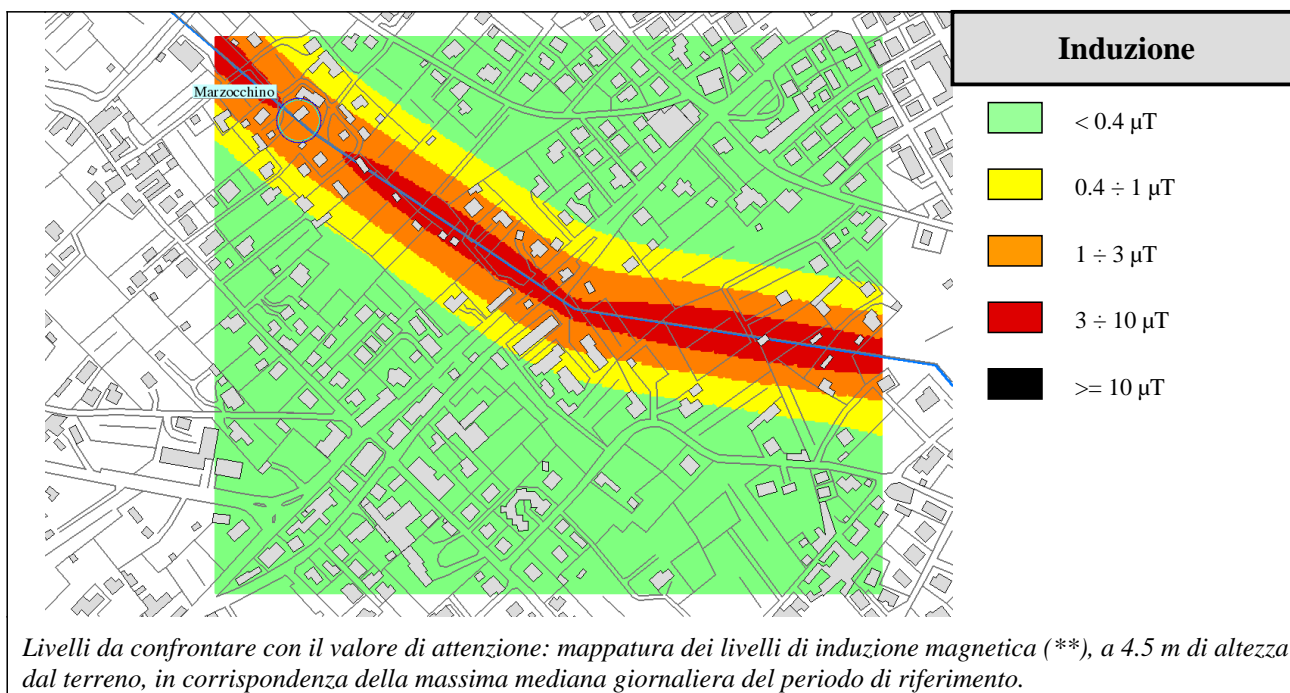 Induzione
Marzocchino
< 0.4 µT
0.4 ÷ 1 µT
1 ÷ 3 µT
3 ÷ 10 µT
>= 10 µT
Livelli da confrontare con il valore di attenzione: mappatura dei livelli di induzione magnetica (**), a 4.5 m di altezza
dal terreno, in corrispondenza della massima mediana giornaliera del periodo di riferimento.